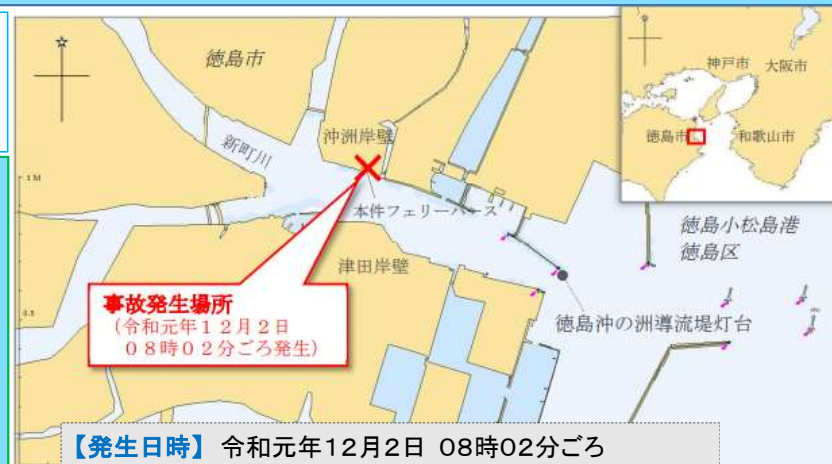 徳島市
神戸市 大阪市
徳島市
和歌山市
沖洲岸壁
新町川
1M
本件フェリーバース
徳島小松島港
徳島区
津田岸壁
事故発生場所
（令和元年１２月２日
０８時０２分ごろ発生）
0.5
徳島沖の洲導流堤灯台
【発生日時】 令和元年12月2日 08時02分ごろ